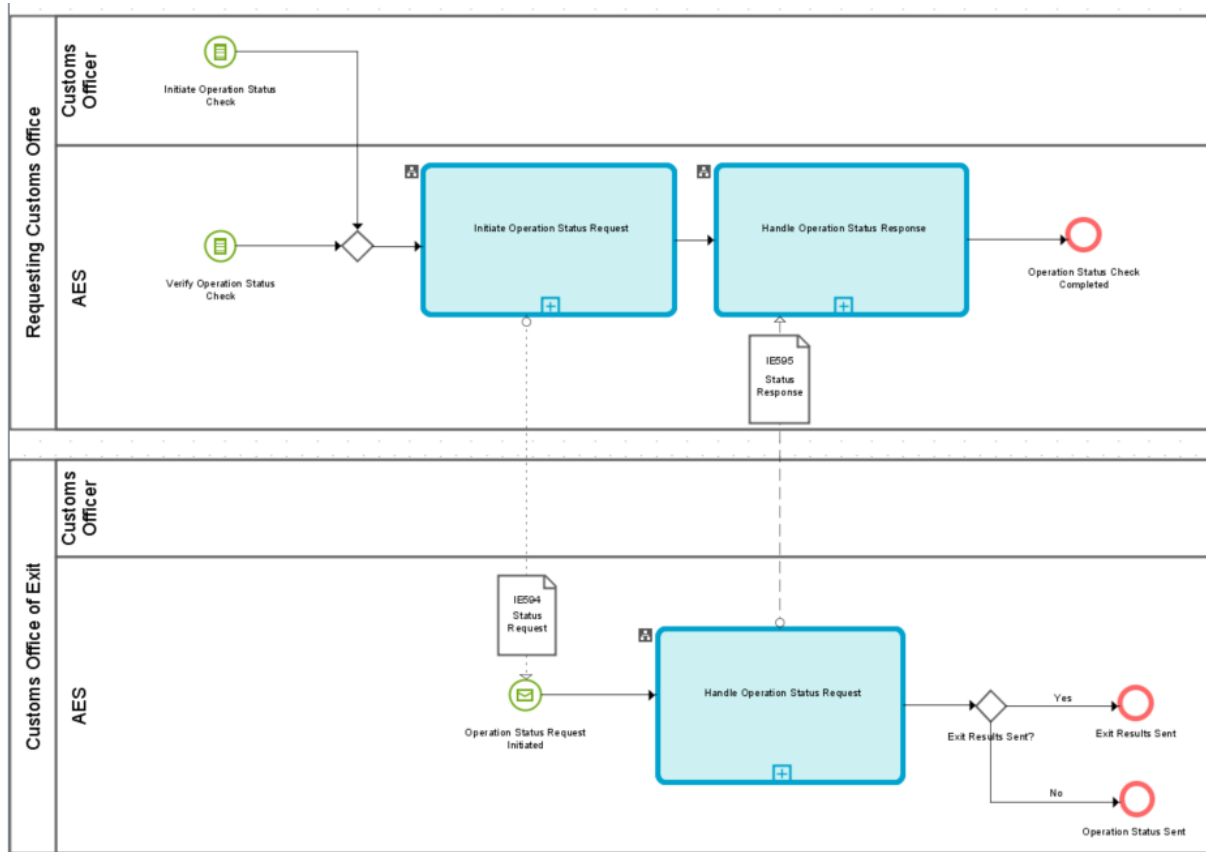 Requesting Customs Office
Customs
Officer
Initiate Operation Status
Check
AES
Verify Operation Status
Check
Initiate Operation Status Request
Handle Operation Status Response
Operation Status Check
Completed
IE595
Status
Response
Customs Office of Exit
Customs
Officer
AES
IE594
Status
Request
Operation Status Request
Initiated
Handle Operation Status Request
Exit Results Sent?
Yes
Exit Results Sent
No
Operation Status Sent